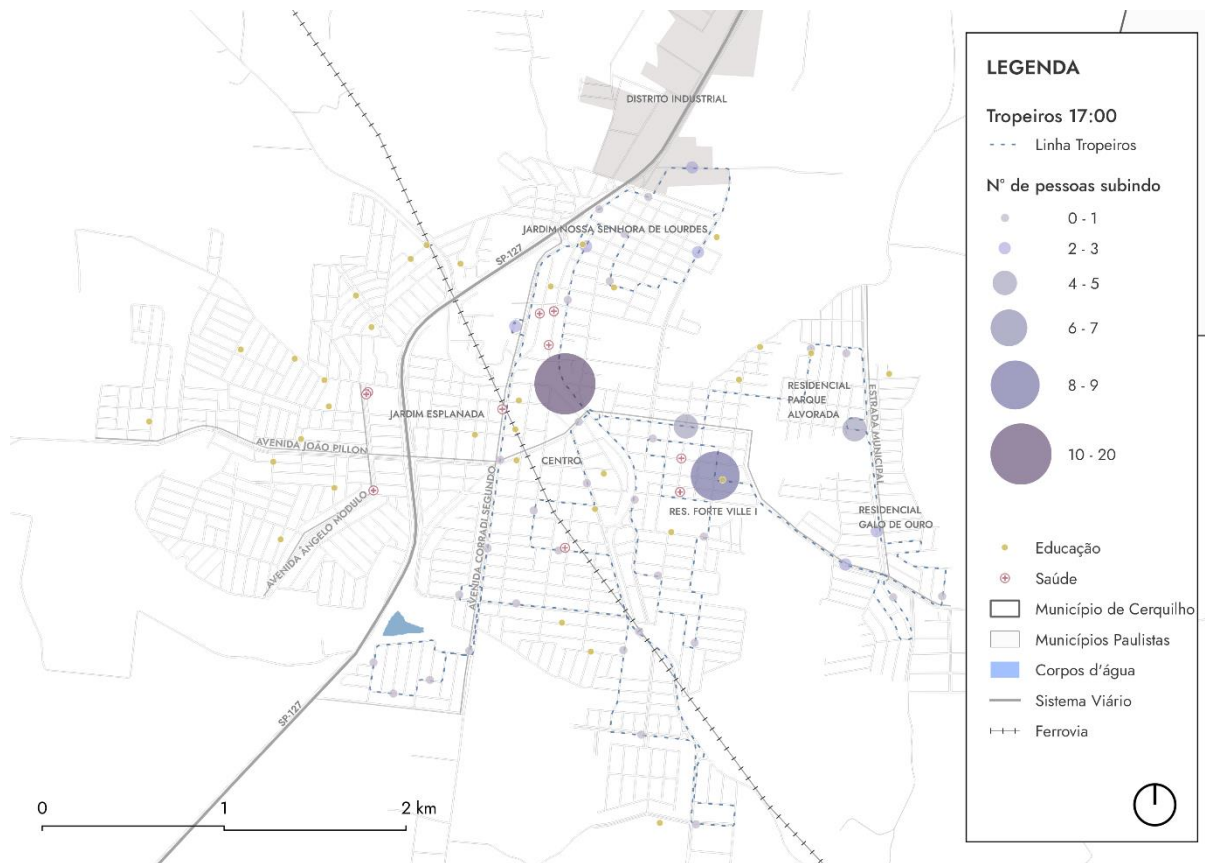 DISTRITO INDUSTRIAL
JARDIM NOSSA SENHORA DE LOURDES
SP-127
JARDIM ESPLANADA
AVENIDA JOÃO PILLON
AVENIDA ÂNGELO MÓDULO
AVENIDA CORRADI SEGUNDO
CENTRO
RES. FORTE VILLE I
RESIDENCIAL
PARQUE
ALVORADA
ESTRADA MUNICIPAL
RESIDENCIAL
GALO DE OURO
SP-127
0
1
2 km
LEGENDA
Tropeiros 17:00
Linha Tropeiros
N° de pessoas subindo
0 - 1
2 - 3
4 - 5
6 - 7
8 - 9
10 - 20
Educação
Saúde
Município de Cerquilho
Municípios Paulistas
Corpos d'água
Sistema Viário
Ferrovia